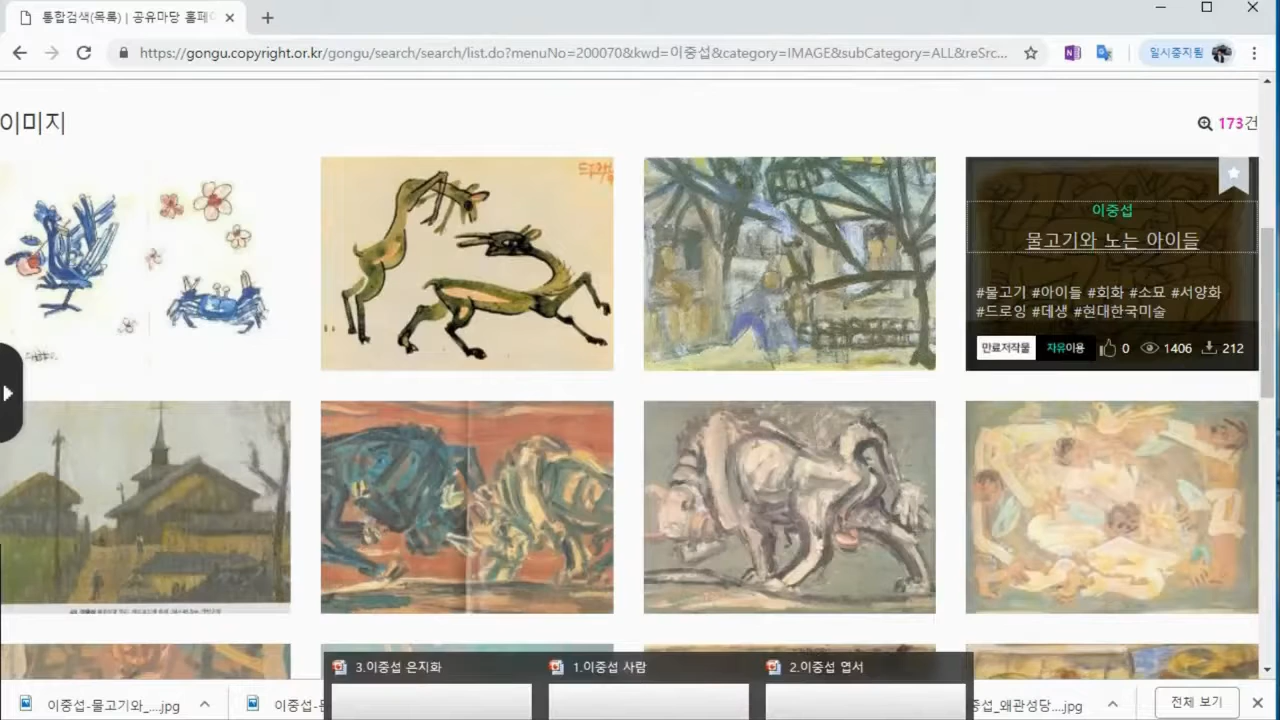 통합검색(목록) | 공유마당 홈페이
https://gongu.copyright.or.kr/gongu/search/search/list.do?menuNo=200070&kwd=이중섭&category=IMAGE&subCategory=ALL&reSrc...
일시중지됨
이미지
173건
이중섭
물고기와 노는 아이들
#물고기 #아이들 #회화 #소묘 #서양화
#드로잉 #데생 #현대한국미술
만료저작물 자유이용 0 1406 212
3.이중섭 은지화
1.이중섭 사람
2.이중섭 엽서
이중섭-물고기와_....jpg
이중섭-
중섭_왜관성당....jpg
전체 보기